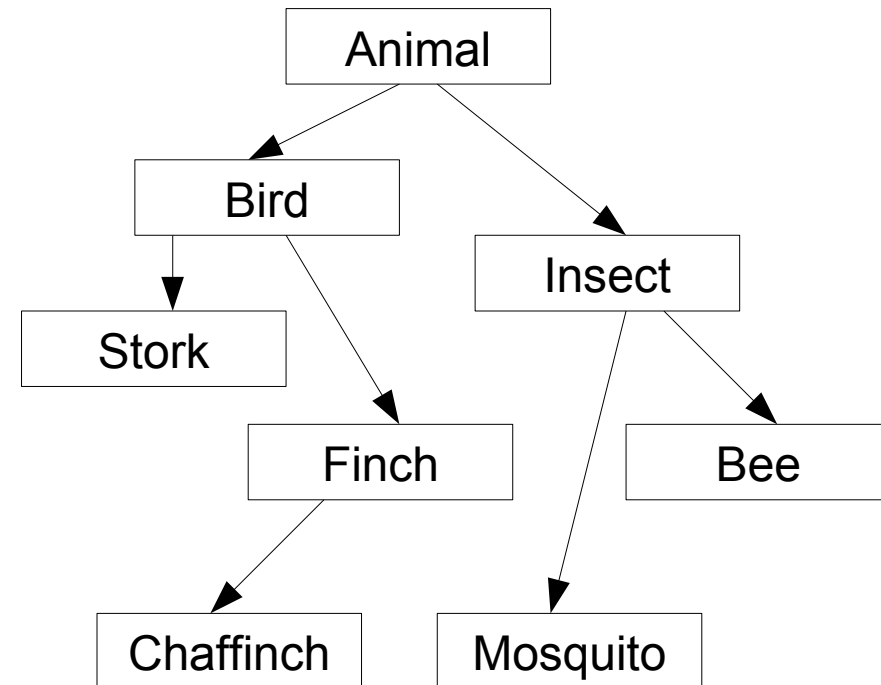 Animal
Bird
Insect
Stork
Finch
Bee
Chaffinch
Mosquito